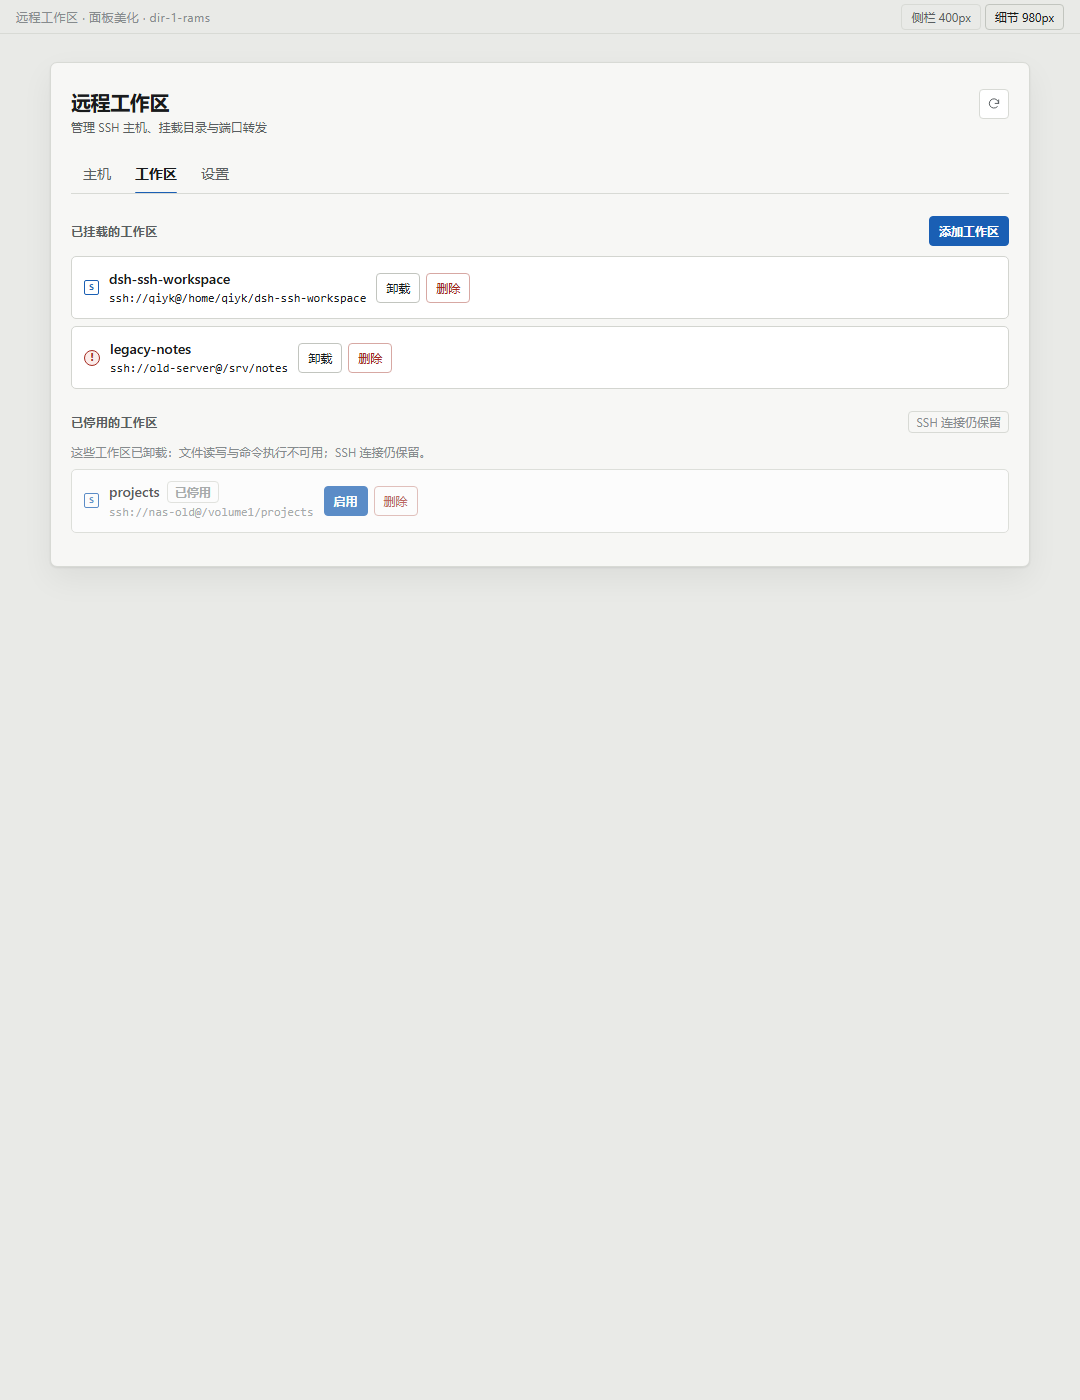 远程工作区 · 面板美化 · dir-1-rams
侧栏 400px
细节 980px
远程工作区
管理 SSH 主机、挂载目录与端口转发
主机
工作区
设置
已挂载的工作区
添加工作区
S
dsh-ssh-workspace
ssh://qiyk@/home/qiyk/dsh-ssh-workspace
卸载
删除
!
legacy-notes
ssh://old-server@/srv/notes
卸载
删除
已停用的工作区
SSH 连接仍保留
这些工作区已卸载：文件读写与命令执行不可用；SSH 连接仍保留。
S
projects
已停用
ssh://nas-old@/volume1/projects
启用
删除